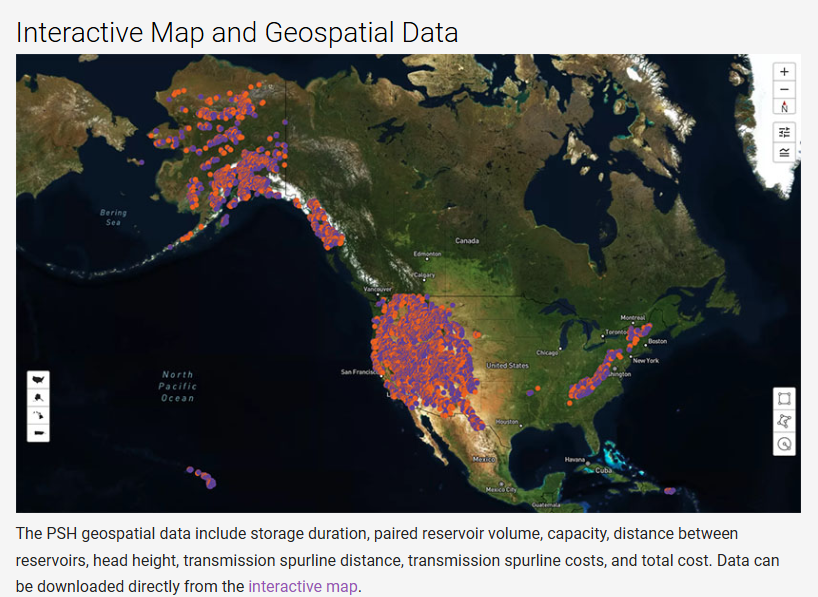 Interactive Map and Geospatial Data
Bering
Sea
Canada
Edmonton
Calgary
Vancouver
Montreal
Toronto
Boston
Chicago
New York
San Francisc
United States
shington
North
Pacific
Ocean
L
Houston
Mexico
Havana
Cuba
Mexico City
Guatemala
N
The PSH geospatial data include storage duration, paired reservoir volume, capacity, distance between
reservoirs, head height, transmission spurline distance, transmission spurline costs, and total cost. Data can
be downloaded directly from the interactive map.